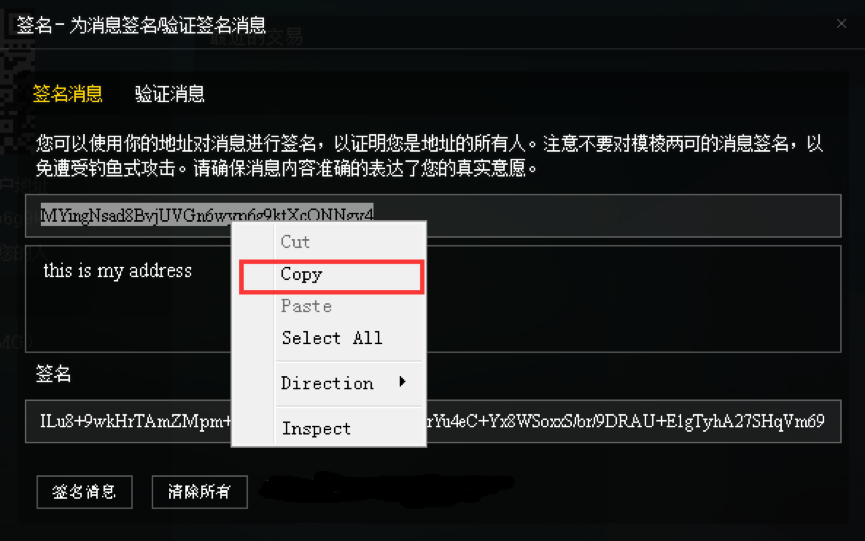 签名 - 为消息签名/验证签名消息
最近的交易
签名消息 验证消息
您可以使用你的地址对消息进行签名，以证明您是地址的所有人。注意不要对模棱两可的消息签名，以
免遭受钓鱼式攻击。请确保消息内容准确的表达了您的真实意愿。
Cut
this is my address
Copy
Paste
Select All
签名
Direction
ILu8+9wkHrTAmZMpm+
rYu4eC+Yx8WSoxxS/br/9DRAU+E1gTyhA27SHqVm69
Inspect
签名消息 清除所有